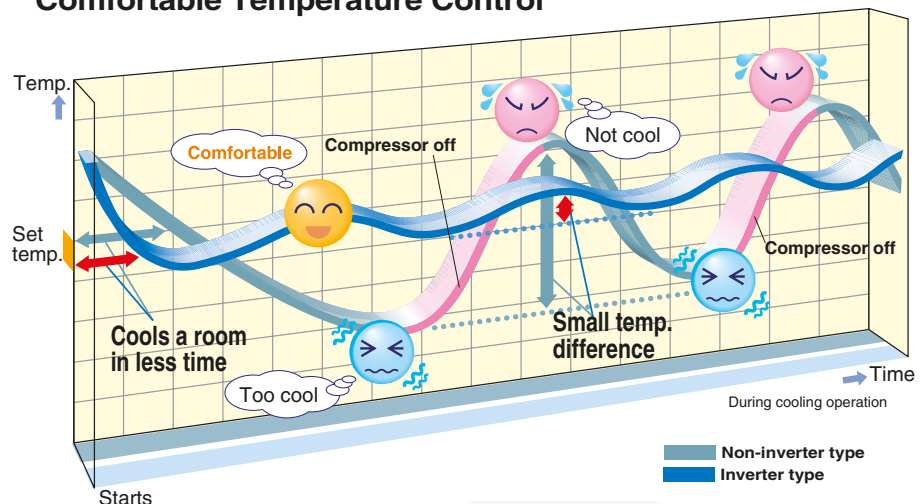 Comfortable Temperature Control
Temp.
Comfortable
Compressor off
Not cool
Set
temp.
Compressor off
Cools a room
in less time
Small temp.
difference
Too cool
Time
During cooling operation
Non-inverter type
Inverter type
Starts